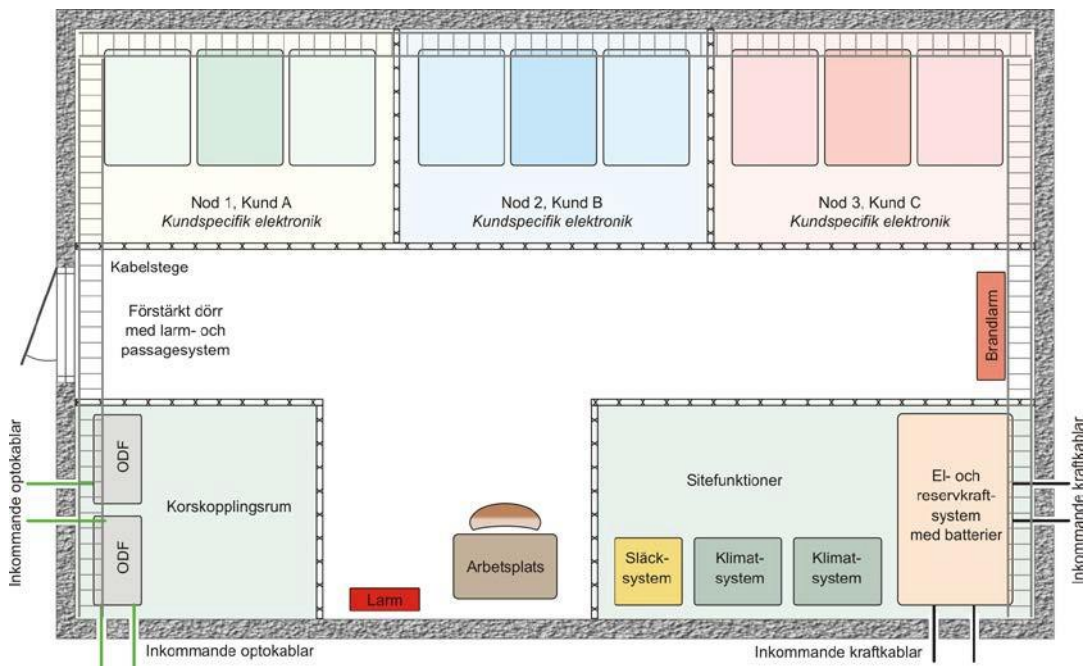 Nod 1, Kund A
Kundspecifik elektronik
Nod 2, Kund B
Kundspecifik elektronik
Nod 3, Kund C
Kundspecifik elektronik
Kabelstege
Förstärkt dörr
med larm- och
passagesystem
Brandlarm
Inkommande optokablar
ODF
ODF
Korskopplingsrum
Larm
Arbetsplats
Sitefunktioner
Släck-
system
Klimat-
system
Klimat-
system
El- och
reservkraft-
system
med batterier
Inkommande kraftkablar
Inkommande optokablar
Inkommande kraftkablar